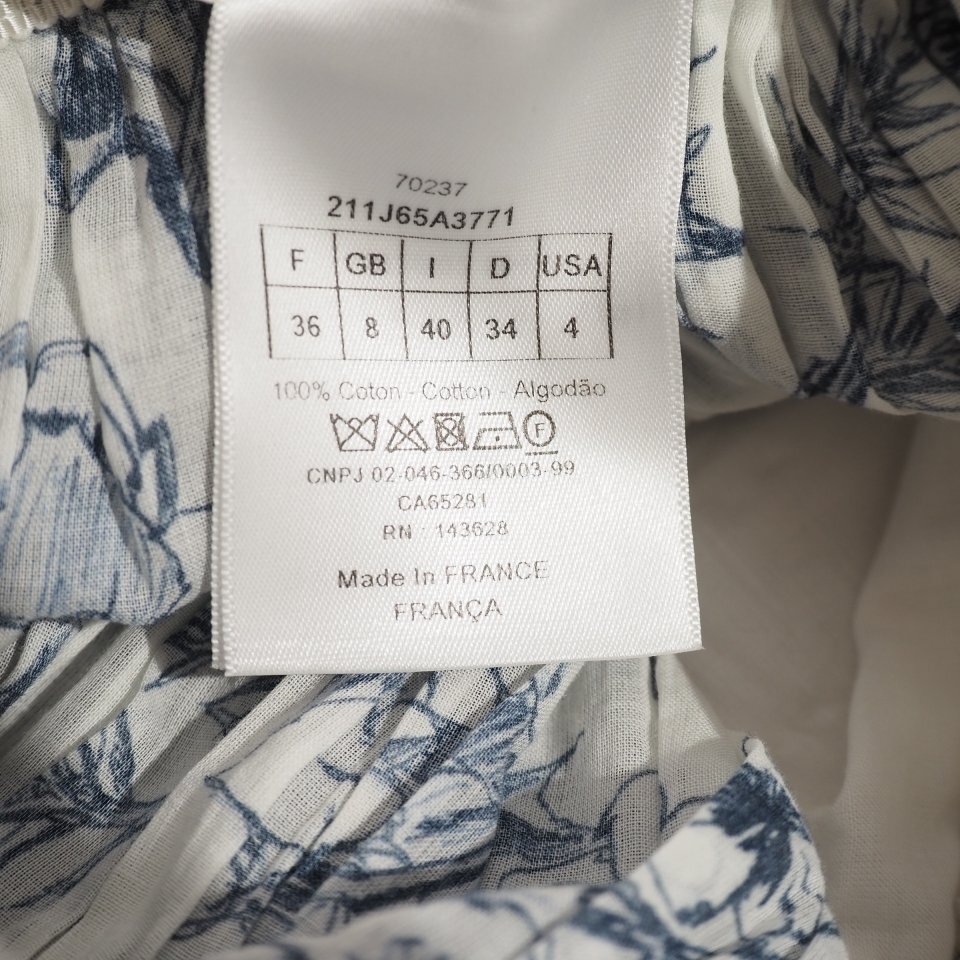 70237
211J65A3771
F GB I D USA
36 8 40 34 4
100% Coton - Cotton - Algodão
F
CNPJ 02-046-366/0003-99
CA65281
RN : 143628
Made In FRANCE
FRANÇA